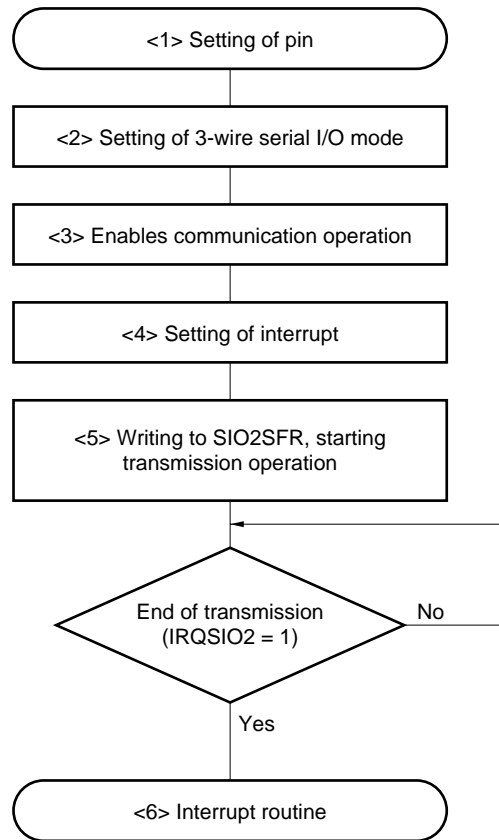 <1> Setting of pin
<2> Setting of 3-wire serial I/O mode
<3> Enables communication operation
<4> Setting of interrupt
<5> Writing to SIO2SFR, starting
transmission operation
End of transmission
(IRQSIO2 = 1)
No
Yes
<6> Interrupt routine